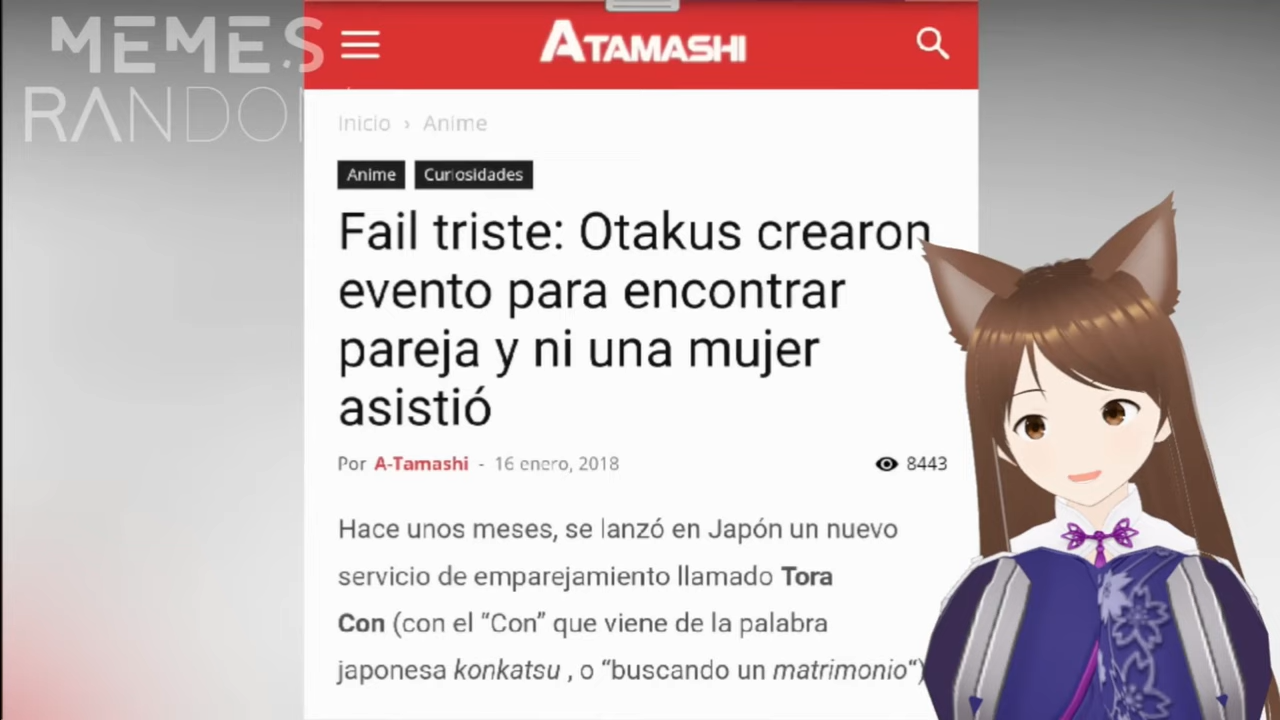 MEMES
RANDOM
ATAMASHI
Inicio › Anime
Anime Curiosidades
Fail triste: Otakus crearon
evento para encontrar
pareja y ni una mujer
asistió
Por A-Tamashi - 16 enero, 2018 8443
Hace unos meses, se lanzó en Japón un nuevo
servicio de emparejamiento llamado Tora
Con (con el “Con” que viene de la palabra
japonesa konkatsu , o “buscando un matrimonio“)